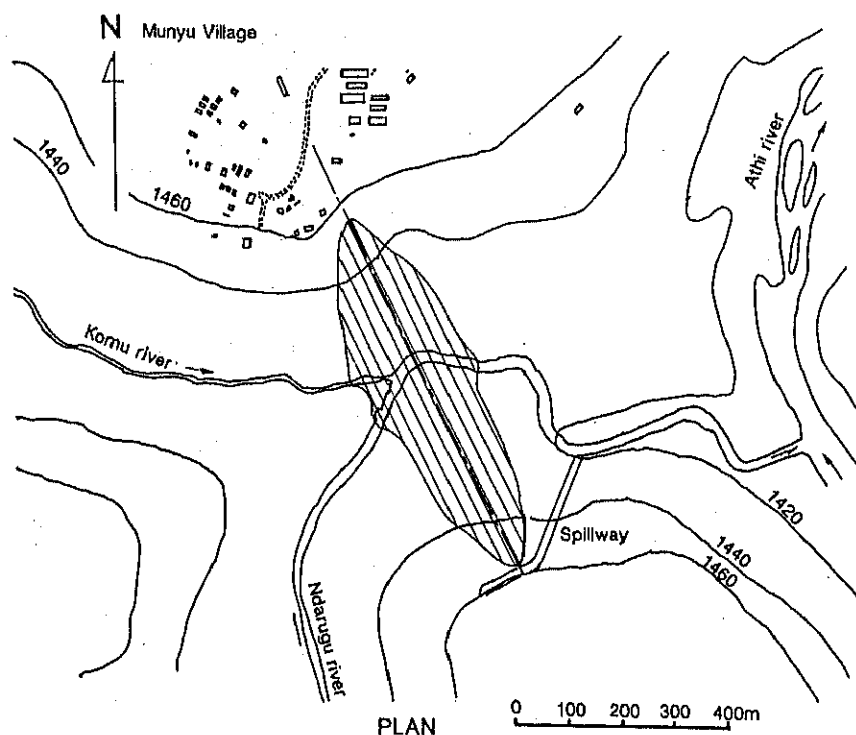 N Munyu Village
1440
1460
Athi river
Komu river
Ndarugu river
Spillway
1420
1440
1460
PLAN
0 100 200 300 400m